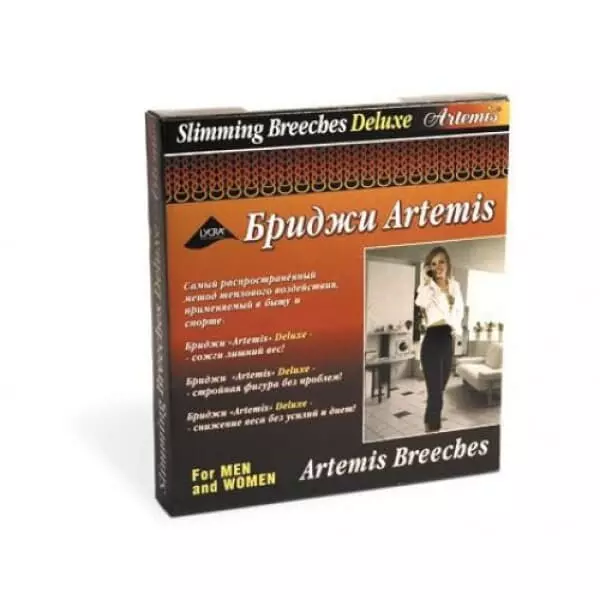 Slimming Breeches Deluxe Artemis®
LYCRA
Бриджи Artemis
Самый распространённый
метод теплового воздействия,
применяемый в быту и
спорте.
Бриджи «Artemis» Deluxe -
- сожги лишний вес!
Бриджи «Artemis» Deluxe -
- стройная фигура без проблем!
Бриджи «Artemis» Deluxe -
- снижение веса без усилий и диет!
For MEN
and WOMEN
Artemis Breeches
Slimming Breeches Deluxe Artemis